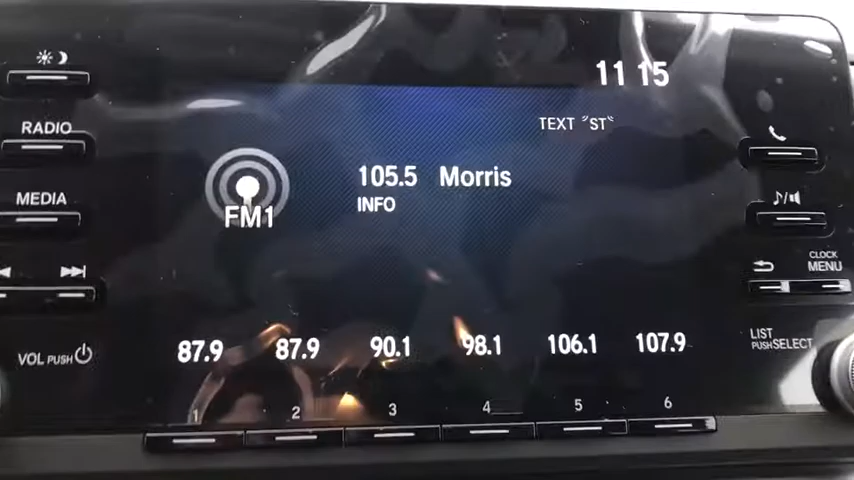 11 15
RADIO
TEXT "ST"
105.5 Morris
INFO
FM1
MEDIA
CLOCK
MENU
VOL PUSH
87.9 87.9 90.1 98.1 106.1 107.9
LIST
PUSH SELECT
1 2 3 4 5 6